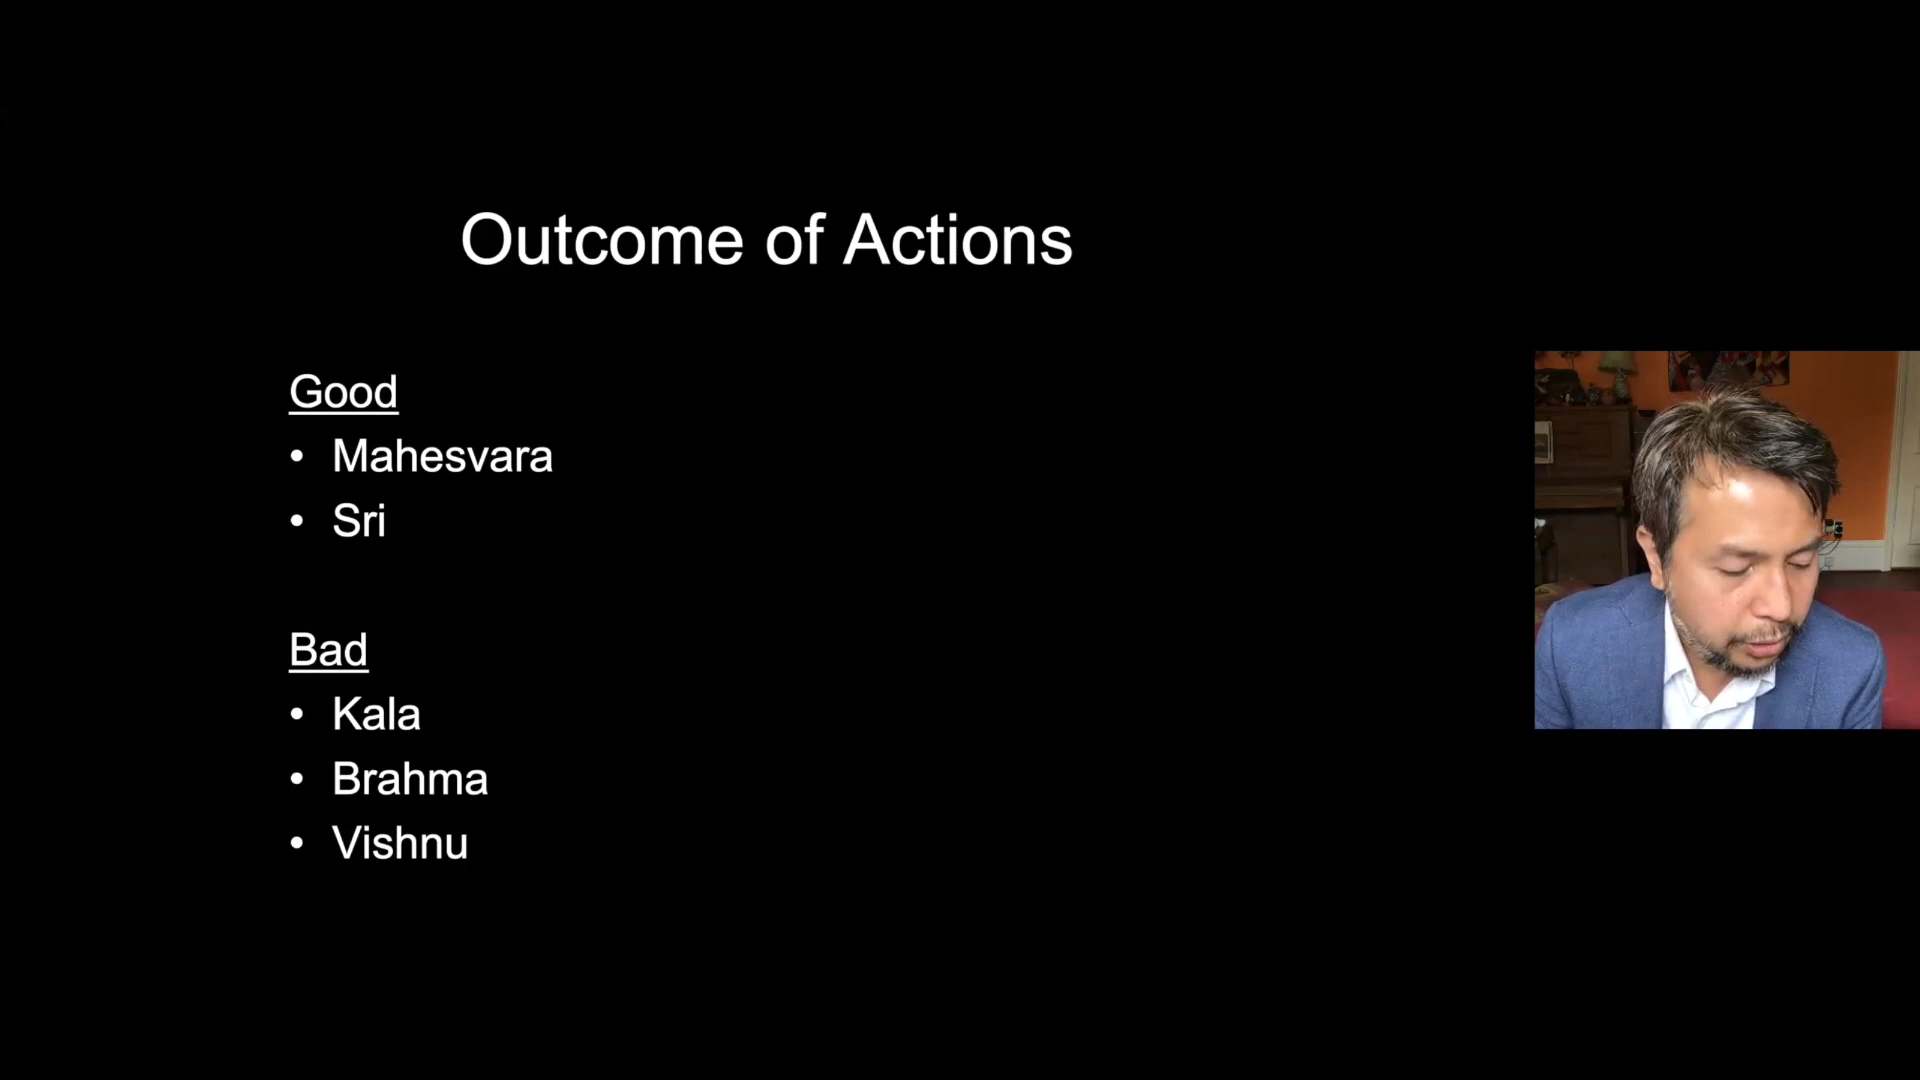 Outcome of Actions
Good
• Mahesvara
• Sri
Bad
• Kala
• Brahma
• Vishnu